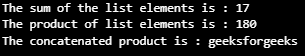 The sum of the list elements is : 17
The product of list elements is : 180
The concatenated product is : geeksforgeeks